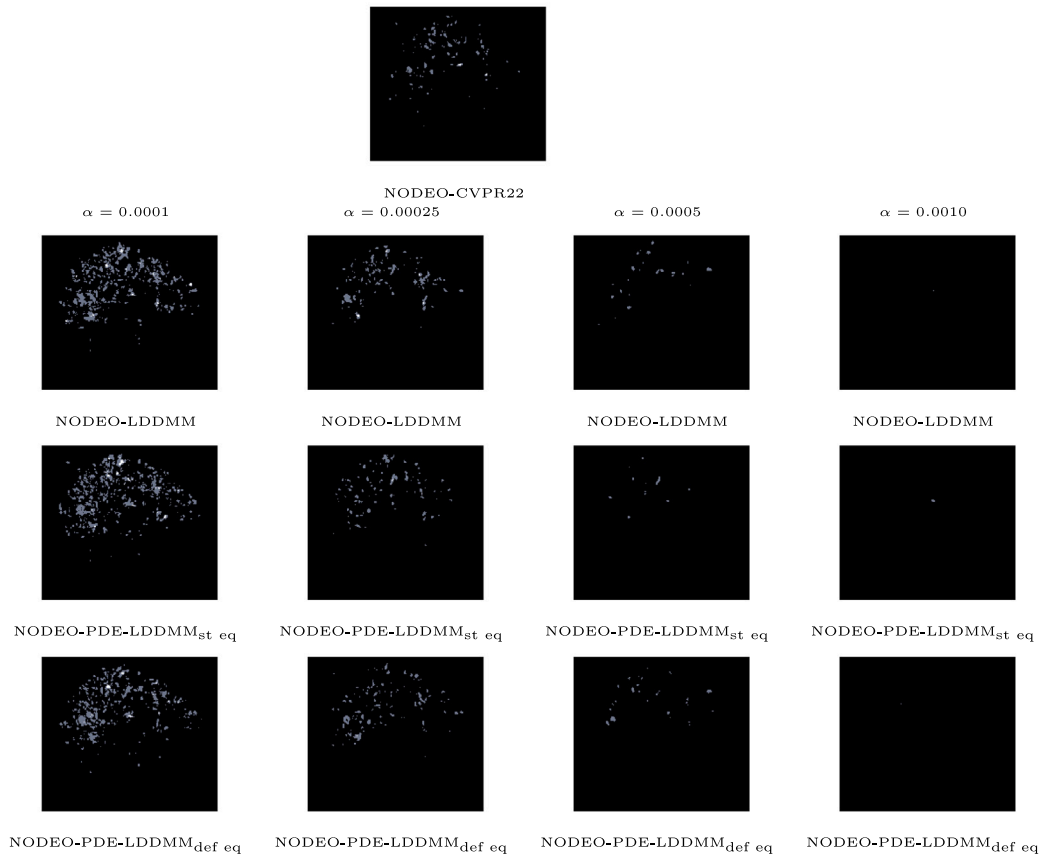 NODEO-CVPR22
α = 0.0001 α = 0.00025 α = 0.0005 α = 0.0010
NODEO-LDDMM NODEO-LDDMM NODEO-LDDMM NODEO-LDDMM
NODEO-PDE-LDDMMst eq NODEO-PDE-LDDMMst eq NODEO-PDE-LDDMMst eq NODEO-PDE-LDDMMst eq
NODEO-PDE-LDDMMdef eq NODEO-PDE-LDDMMdef eq NODEO-PDE-LDDMMdef eq NODEO-PDE-LDDMMdef eq